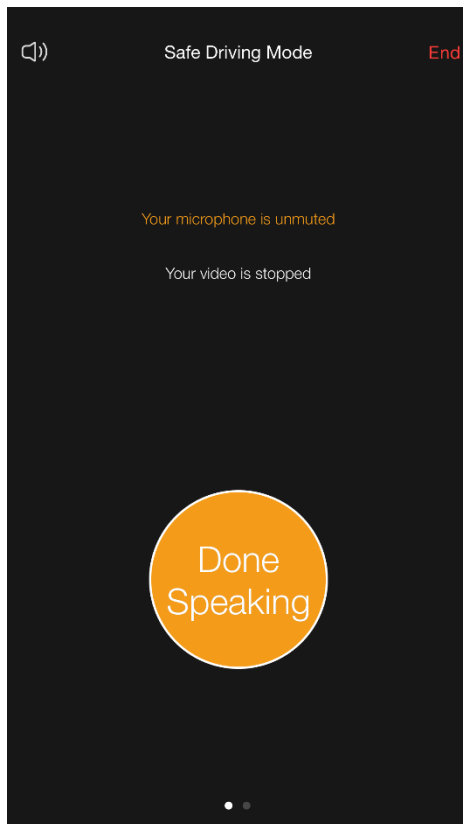 Safe Driving Mode
End
Your microphone is unmuted
Your video is stopped
Done
Speaking